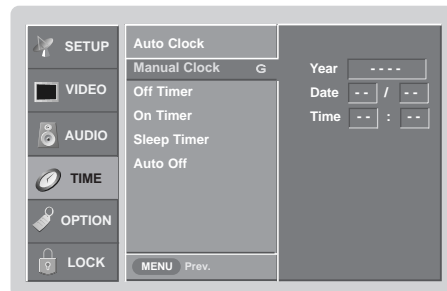 SETUP
VIDEO
AUDIO
TIME
OPTION
LOCK
Auto Clock
Manual Clock G
Off Timer
On Timer
Sleep Timer
Auto Off
MENU Prev.
Year - - - -
Date - - / - -
Time - - : - -